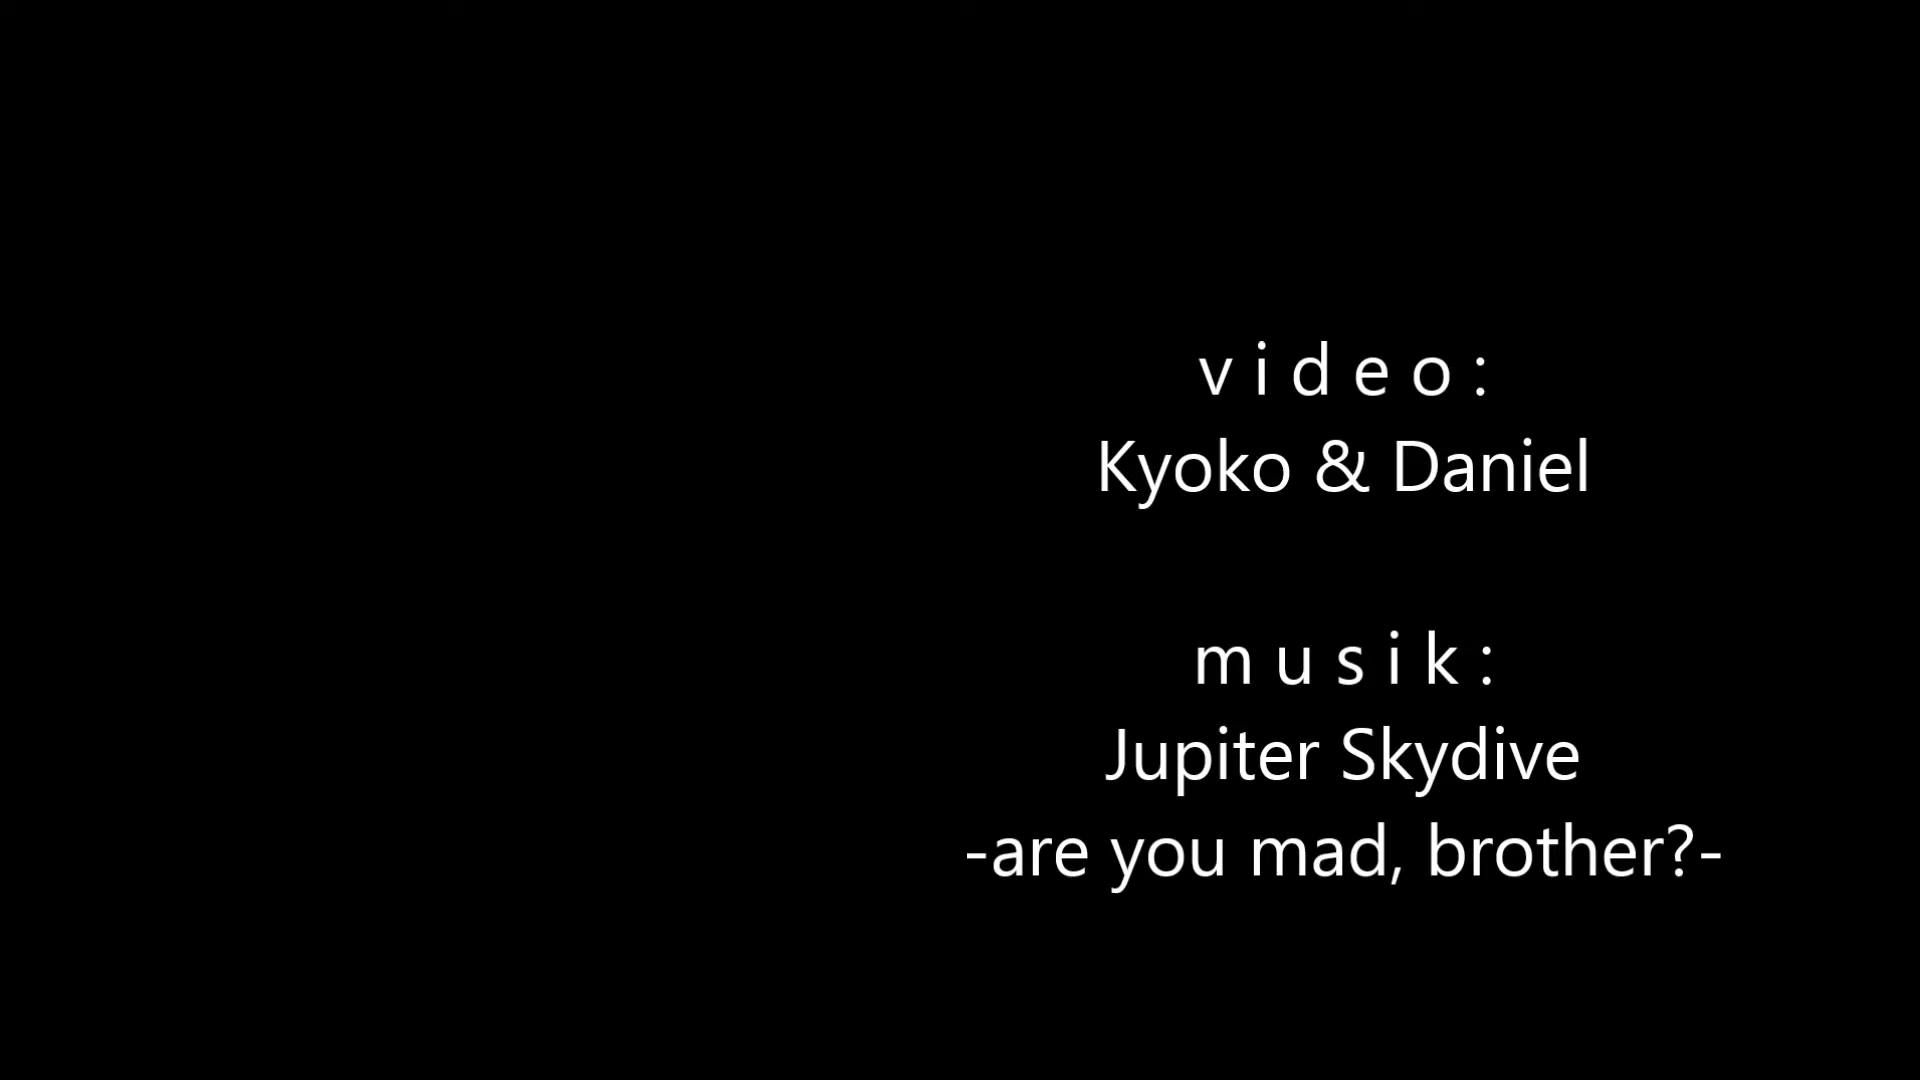 v i d e o :
Kyoko & Daniel
m u s i k :
Jupiter Skydive
-are you mad, brother?-